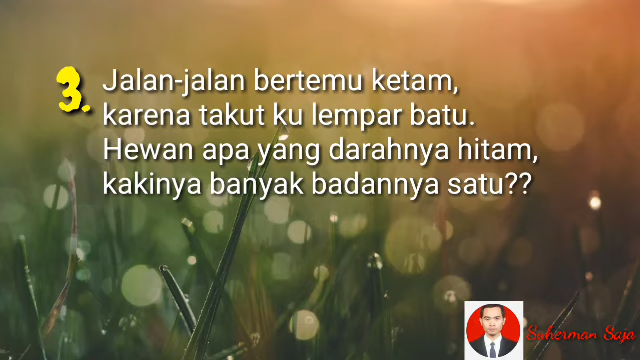 3. Jalan-jalan bertemu ketam,
karena takut ku lempar batu.
Hewan apa yang darahnya hitam,
kakinya banyak badannya satu??
Suherman Saja